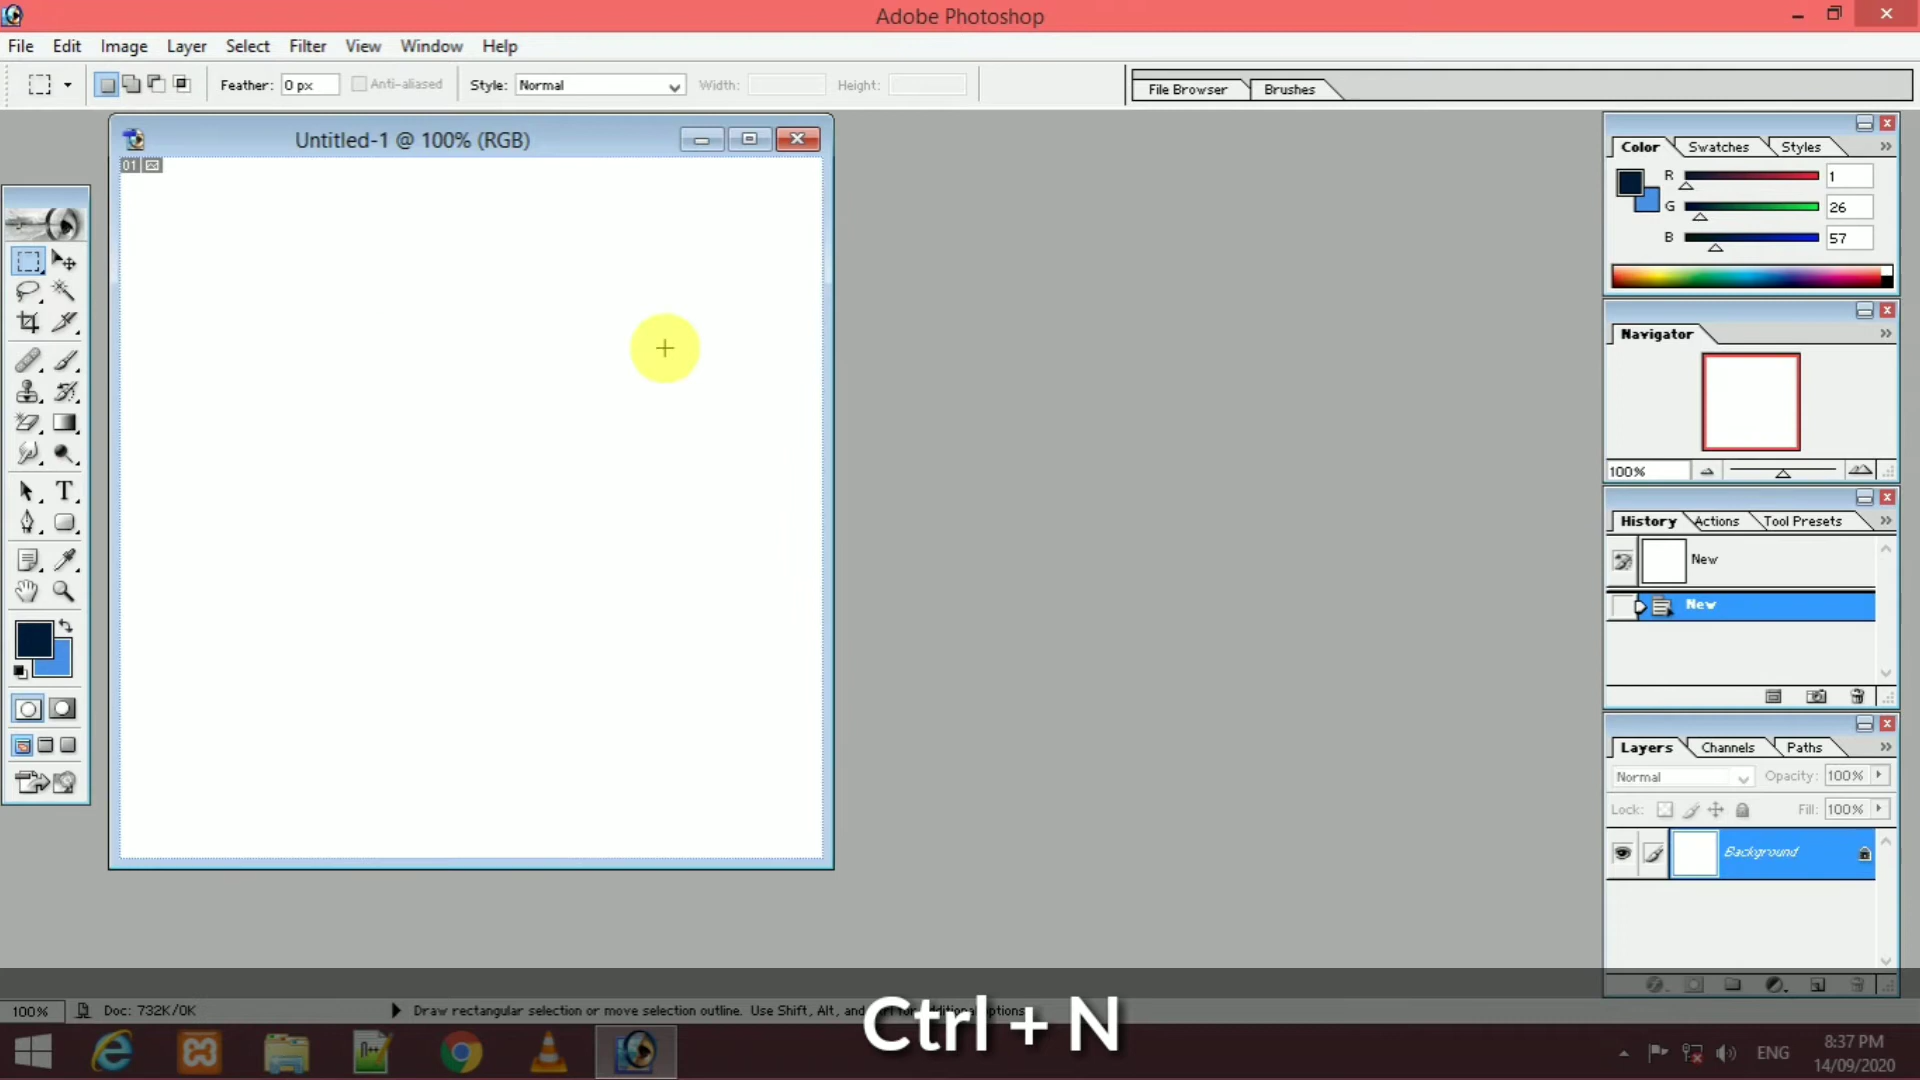 Adobe Photoshop
File Edit Image Layer Select Filter View Window Help
Feather: 0 px Anti-aliased Style: Normal Width: Height: File Browser Brushes
Untitled-1 @ 100% (RGB)
01
Color Swatches Styles
R 1
G 26
B 57
Navigator
100%
History Actions Tool Presets
New
New
Layers Channels Paths
Normal Opacity: 100%
Lock: Fill: 100%
Background
100% Doc: 732K/0K Draw rectangular selection or move selection outline. Use Shift, Alt, and
Ctrl + N
ENG
8:37 PM
14/09/2020